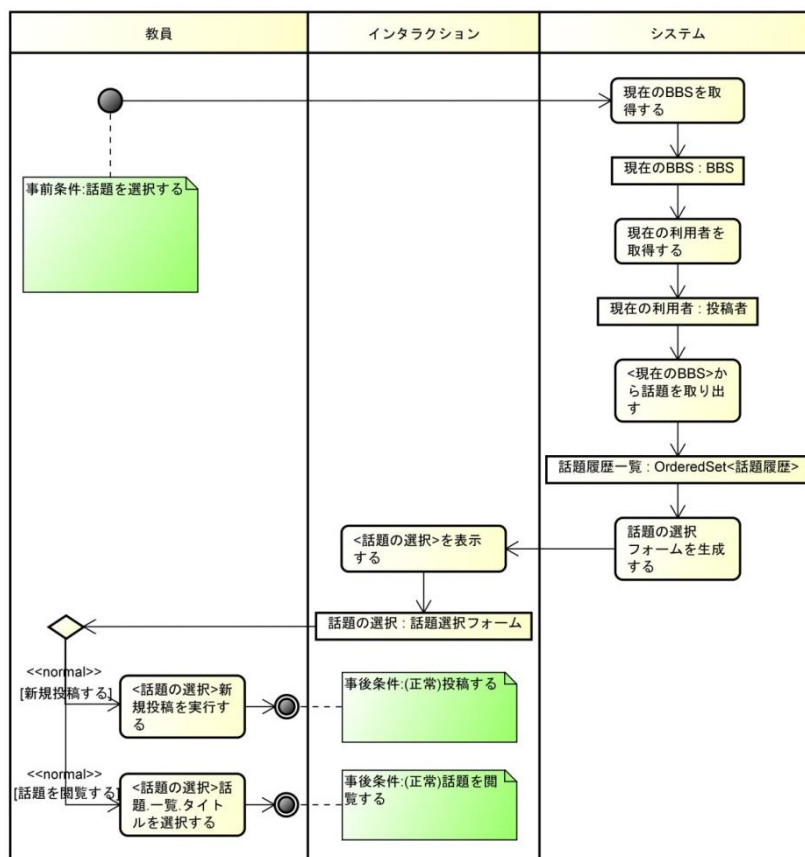 教員
インタラクション
システム
現在のBBSを取
得する
現在のBBS : BBS
事前条件:話題を選択する
現在の利用者を
取得する
現在の利用者 : 投稿者
<現在のBBS>か
ら話題を取り出
す
話題履歴一覧 : OrderedSet<話題履歴>
話題の選択
フォームを生成
する
<話題の選択>を表示
する
話題の選択 : 話題選択フォーム
<<normal>>
[新規投稿する]
<話題の選択>新
規投稿を実行す
る
事後条件:(正常)投稿する
<<normal>>
[話題を閲覧する]
<話題の選択>話
題.一覧.タイト
ルを選択する
事後条件:(正常)話題を閲
覧する